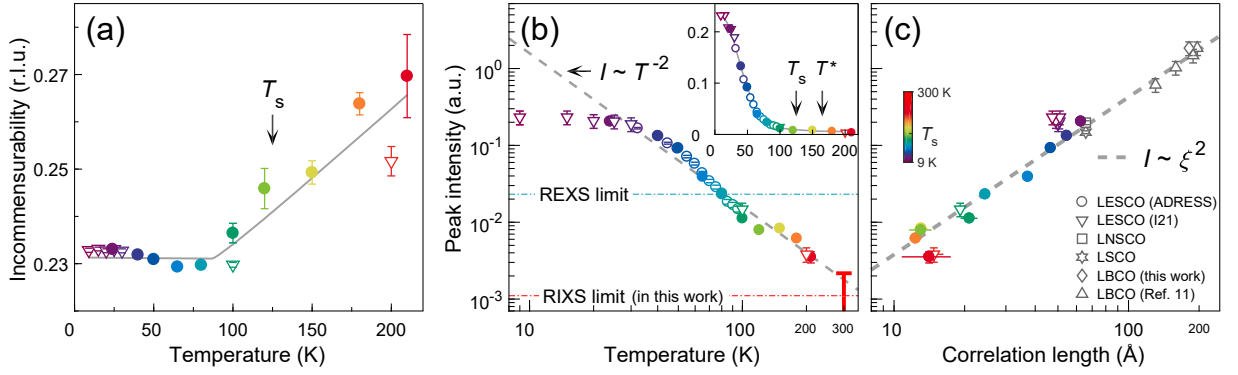 (a)
Incommensurability (r.l.u.)
0.27
0.25
0.23
Ts
0
50
100
150
200
Temperature (K)
(b)
Peak intensity (a.u.)
10^0
10^-1
10^-2
10^-3
I ~ T^-2
REXS limit
RIXS limit (in this work)
10
100
200
300
Temperature (K)
0.2
0.1
0
Ts T*
0 50 100 150 200
(c)
300 K
Ts
9 K
I ~ ξ^2
LESCO (ADRESS)
LESCO (I21)
LNSCO
LSCO
LBCO (this work)
LBCO (Ref. 11)
10
100
200
Correlation length (Å)